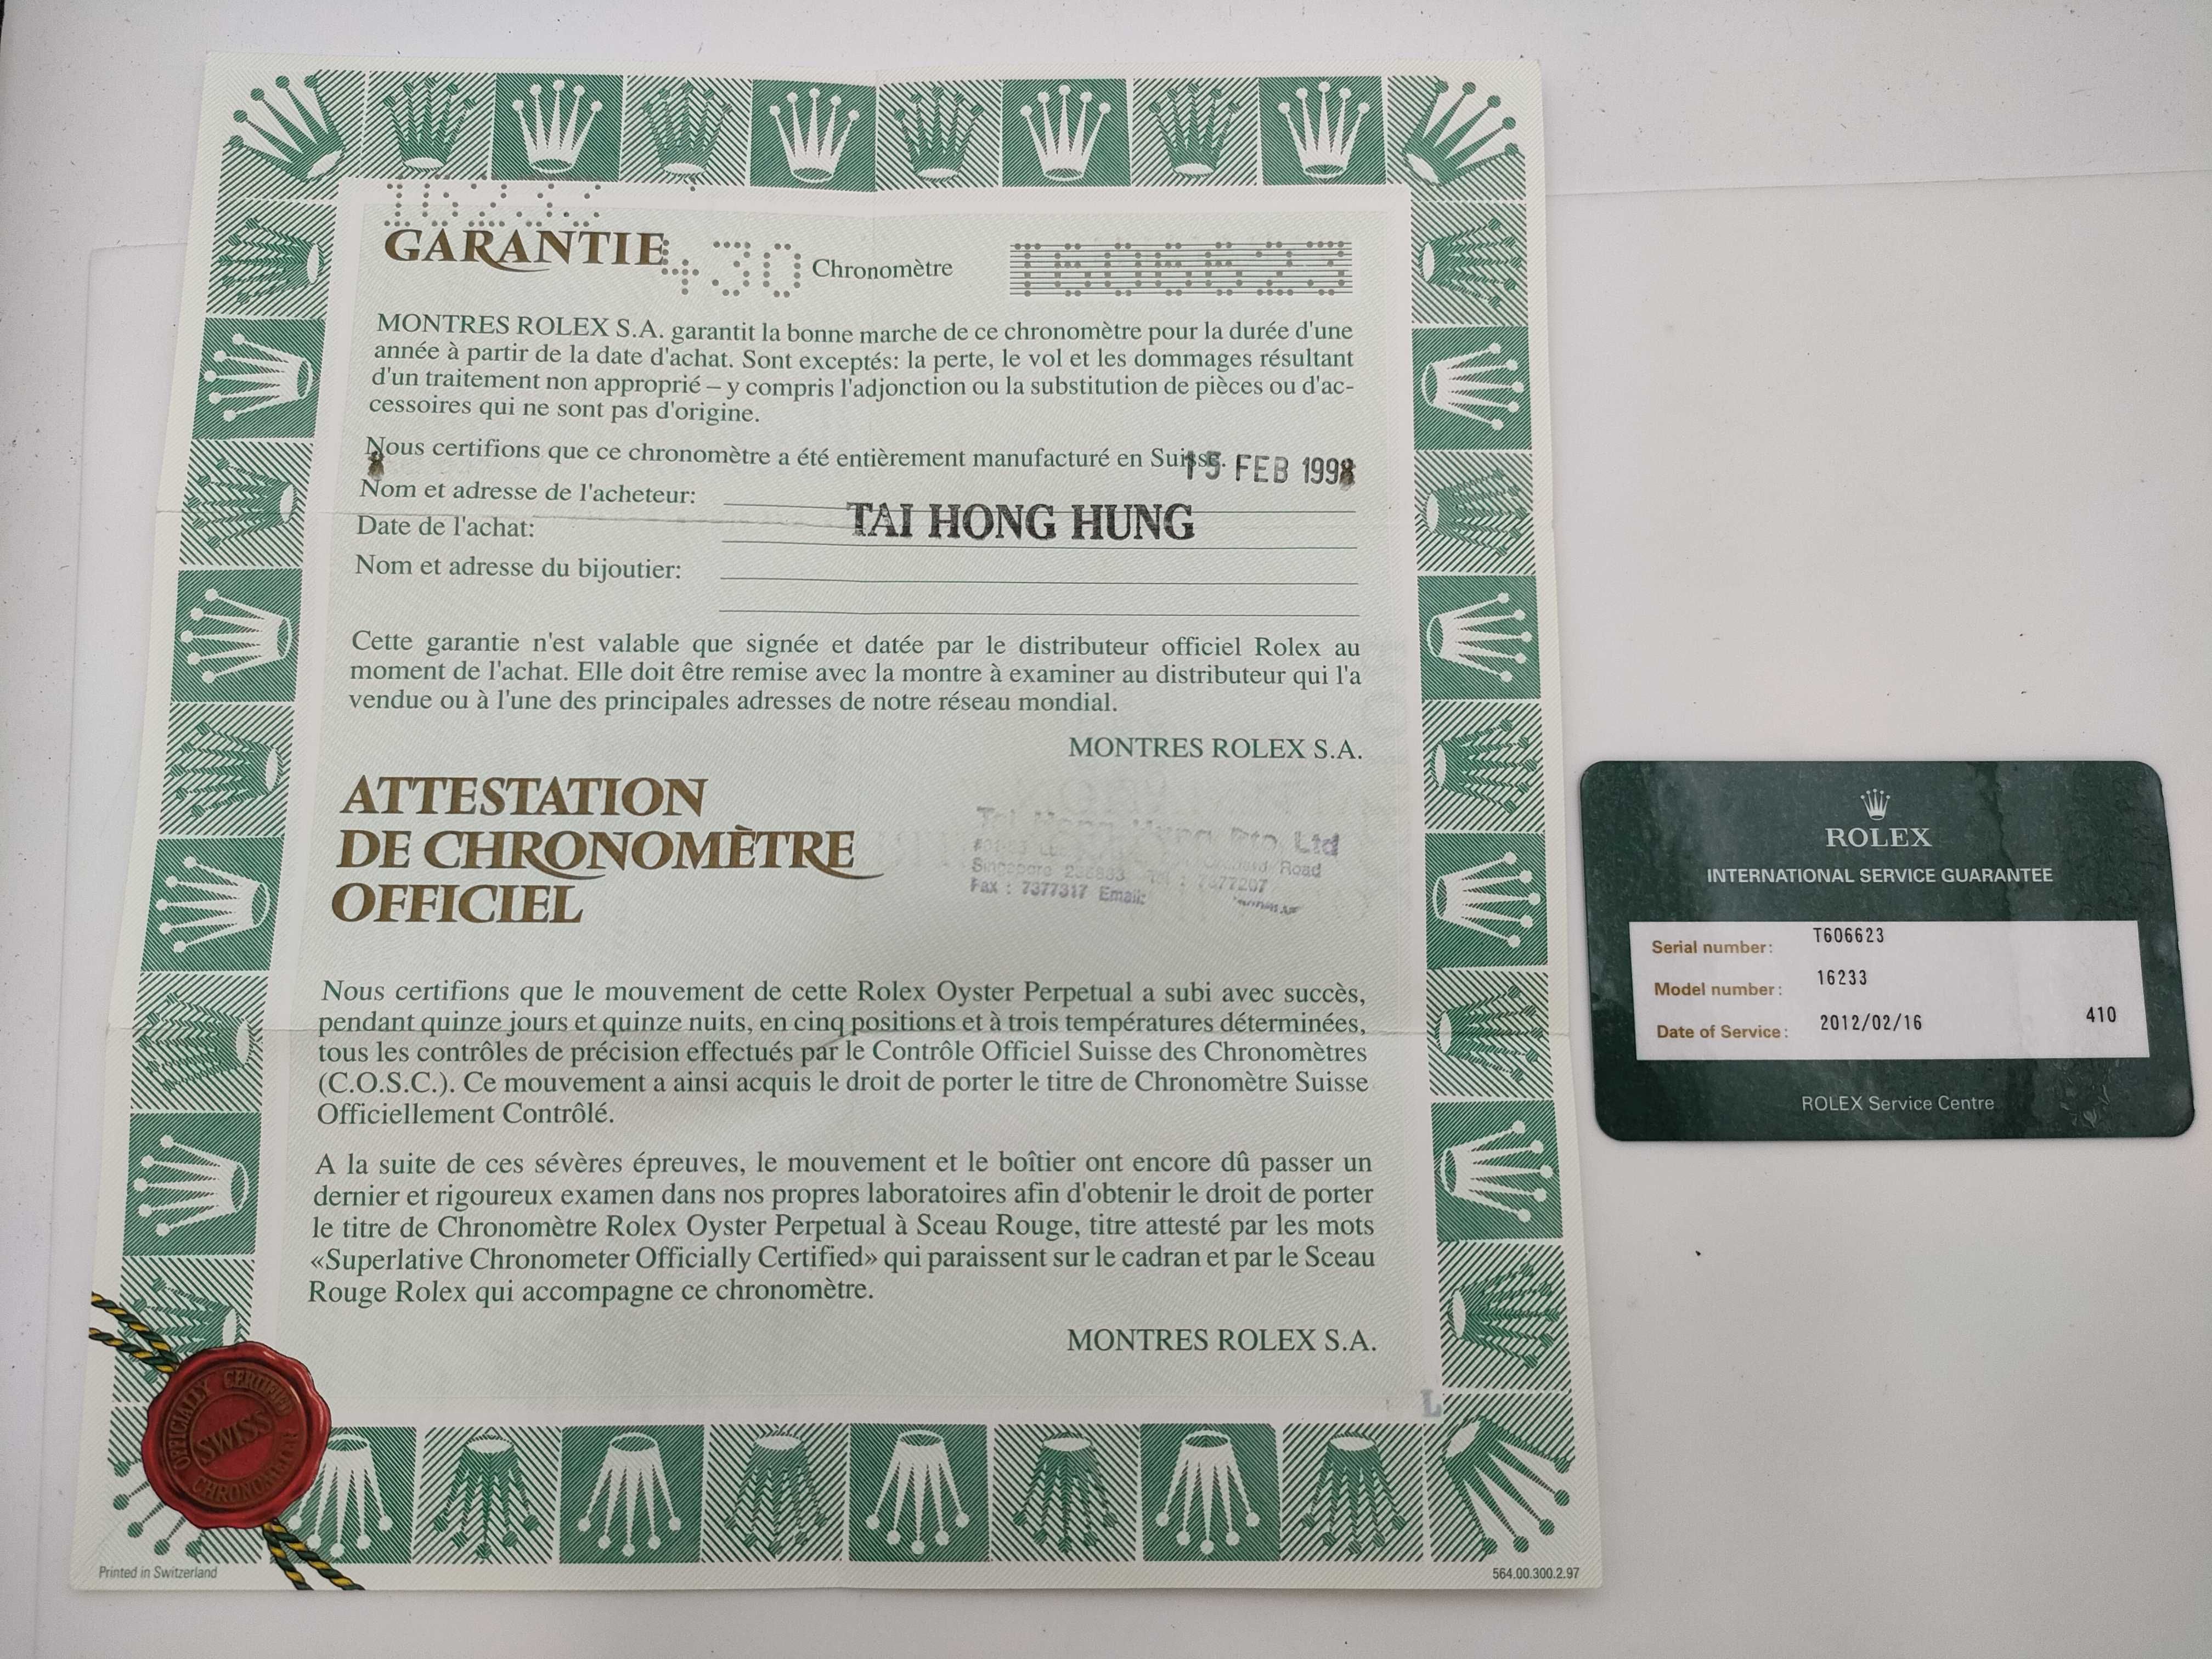 16233
GARANTIE 430 Chronomètre T606623
MONTRES ROLEX S.A. garantit la bonne marche de ce chronomètre pour la durée d'une
année à partir de la date d'achat. Sont exceptés: la perte, le vol et les dommages résultant
d'un traitement non approprié – y compris l'adjonction ou la substitution de pièces ou d'ac-
cessoires qui ne sont pas d'origine.
Nous certifions que ce chronomètre a été entièrement manufacturé en Suisse.
15 FEB 1998
Nom et adresse de l'acheteur:
TAI HONG HUNG
Date de l'achat:
Nom et adresse du bijoutier:
Cette garantie n'est valable que signée et datée par le distributeur officiel Rolex au
moment de l'achat. Elle doit être remise avec la montre à examiner au distributeur qui l'a
vendue ou à l'une des principales adresses de notre réseau mondial.
MONTRES ROLEX S.A.
ATTESTATION
DE CHRONOMÈTRE
OFFICIEL
Tai Hong Hung Pte Ltd
Road
Singapore Tel : 7377207
Fax : 7377317 Email:
Nous certifions que le mouvement de cette Rolex Oyster Perpetual a subi avec succès,
pendant quinze jours et quinze nuits, en cinq positions et à trois températures déterminées,
tous les contrôles de précision effectués par le Contrôle Officiel Suisse des Chronomètres
(C.O.S.C.). Ce mouvement a ainsi acquis le droit de porter le titre de Chronomètre Suisse
Officiellement Contrôlé.
A la suite de ces sévères épreuves, le mouvement et le boîtier ont encore dû passer un
dernier et rigoureux examen dans nos propres laboratoires afin d'obtenir le droit de porter
le titre de Chronomètre Rolex Oyster Perpetual à Sceau Rouge, titre attesté par les mots
«Superlative Chronometer Officially Certified» qui paraissent sur le cadran et par le Sceau
Rouge Rolex qui accompagne ce chronomètre.
MONTRES ROLEX S.A.
L
OFFICIALLY CERTIFIED
SWISS
CHRONOMETER
Printed in Switzerland
564.00.300.2.97
ROLEX
INTERNATIONAL SERVICE GUARANTEE
Serial number: T606623
Model number: 16233
Date of Service: 2012/02/16 410
ROLEX Service Centre